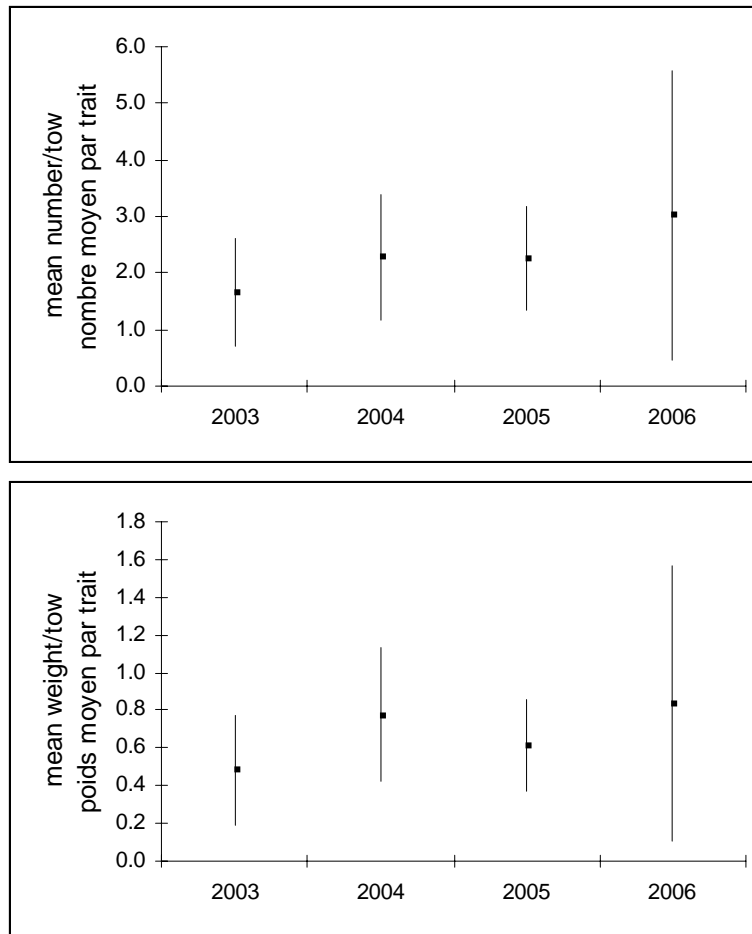 mean number/tow
nombre moyen par trait
6.0
5.0
4.0
3.0
2.0
1.0
0.0
2003 2004 2005 2006
mean weight/tow
poids moyen par trait
1.8
1.6
1.4
1.2
1.0
0.8
0.6
0.4
0.2
0.0
2003 2004 2005 2006